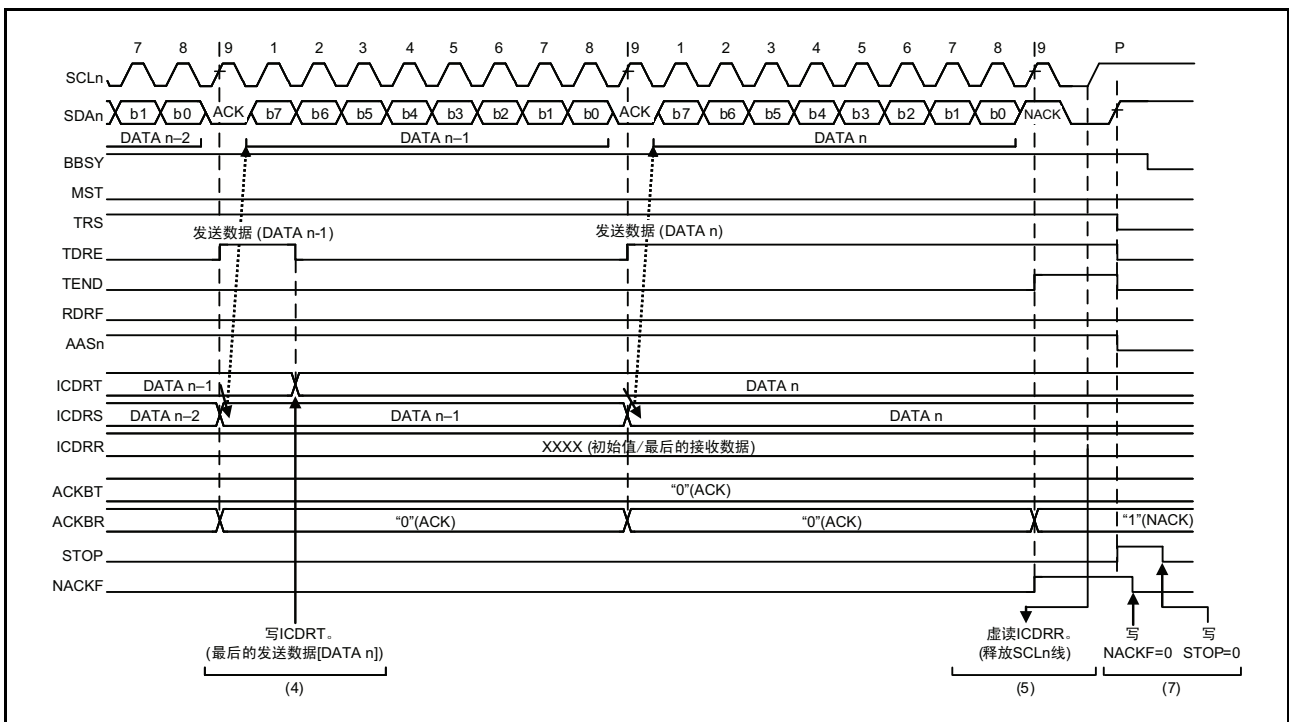 7 8 9 1 2 3 4 5 6 7 8 9 1 2 3 4 5 6 7 8 9 P
SCLn
SDAn b1 b0 ACK b7 b6 b5 b4 b3 b2 b1 b0 ACK b7 b6 b5 b4 b3 b2 b1 b0 NACK
DATA n–2 DATA n–1 DATA n
BBSY
MST
TRS
发送数据 (DATA n-1) 发送数据 (DATA n)
TDRE
TEND
RDRF
AASn
ICDRT DATA n–1 DATA n
ICDRS DATA n–2 DATA n–1 DATA n
ICDRR XXXX (初始值/最后的接收数据)
ACKBT “0”(ACK)
ACKBR “0”(ACK) “0”(ACK) “1”(NACK)
STOP
NACKF
写ICDRT。 虚读ICDRR。 写 写
(最后的发送数据[DATA n]) (释放SCLn线) NACKF=0 STOP=0
(4) (5) (7)